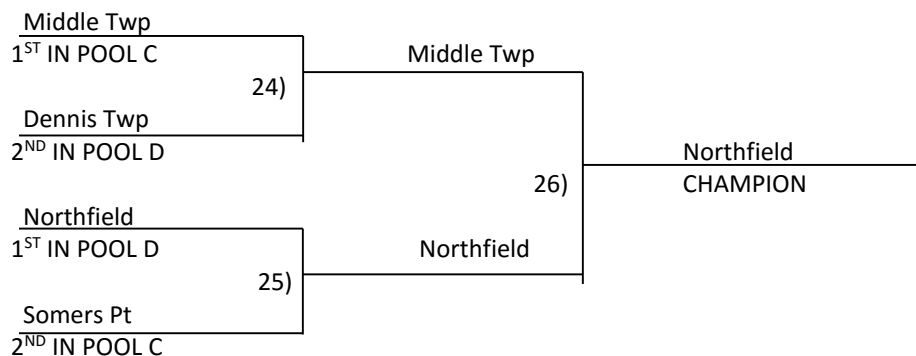 Middle Twp
1ST IN POOL C
Middle Twp
24)
Dennis Twp
2ND IN POOL D
Northfield
CHAMPION
26)
Northfield
1ST IN POOL D
Northfield
25)
Somers Pt
2ND IN POOL C